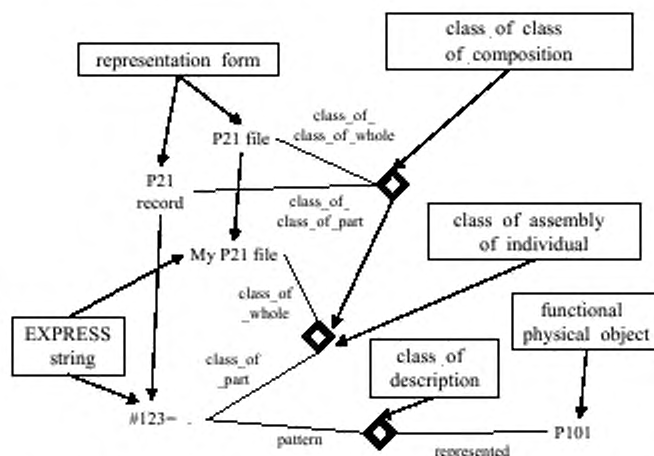 class of class
of composition
representation form
class_of_
class_of_whole
P21 file
P21
record
class_of_
class_of_part
class of assembly
of individual
My P21 file
class_of
_whole
functional
physical object
EXPRESS
string
class of
description
class_of
_part
#123= .
pattern
represented
P101